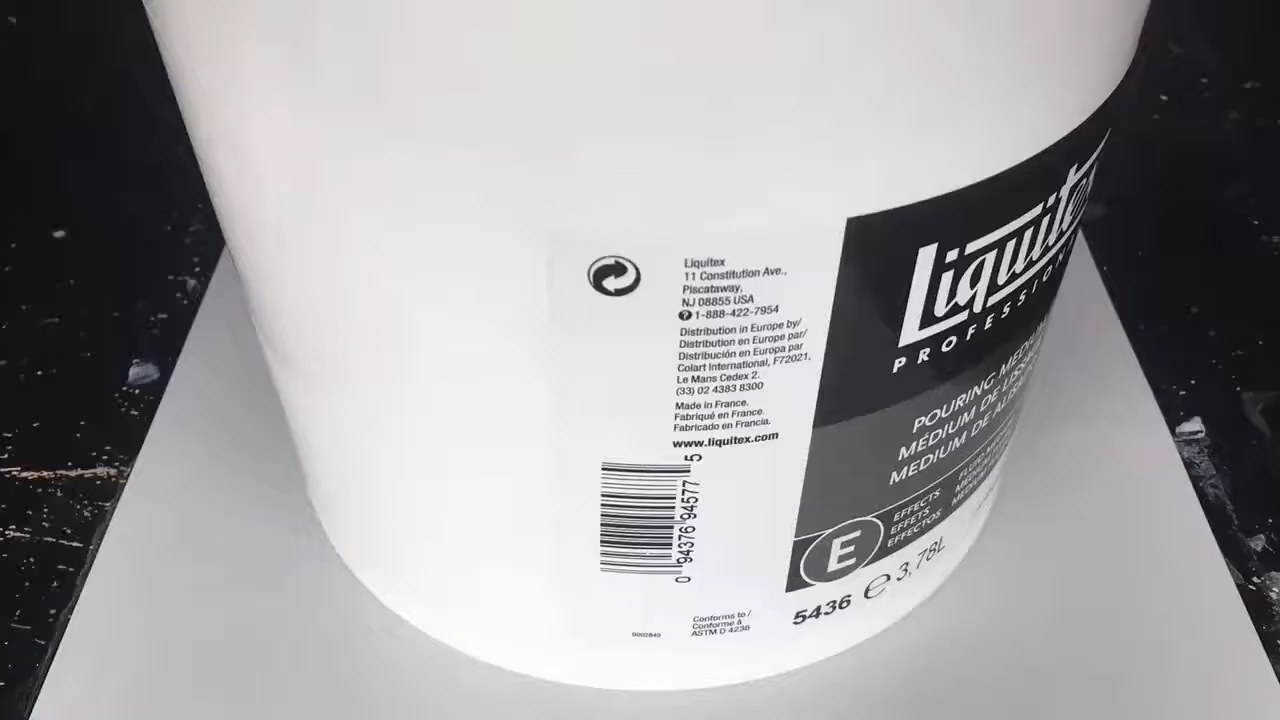 Liquitex
11 Constitution Ave.,
Piscataway,
NJ 08855 USA
1-888-422-7954
Distribution in Europe by/
Distribution en Europe par/
Distribución en Europa par
Colart International, F72021,
Le Mans Cedex 2.
(33) 02 4383 8300
Made in France.
Fabriqué en France.
Fabricado en Francia.
www.liquitex.com
0 94376 94577 5
Conforms to /
Conforme à
ASTM D 4236
Liquitex
PROFESSIONAL
POURING MEDIUM
MÉDIUM DE
MEDIUM DE
E
EFFECTS
EFFETS
EFFECTOS
FLUID
5436 e 3,78L